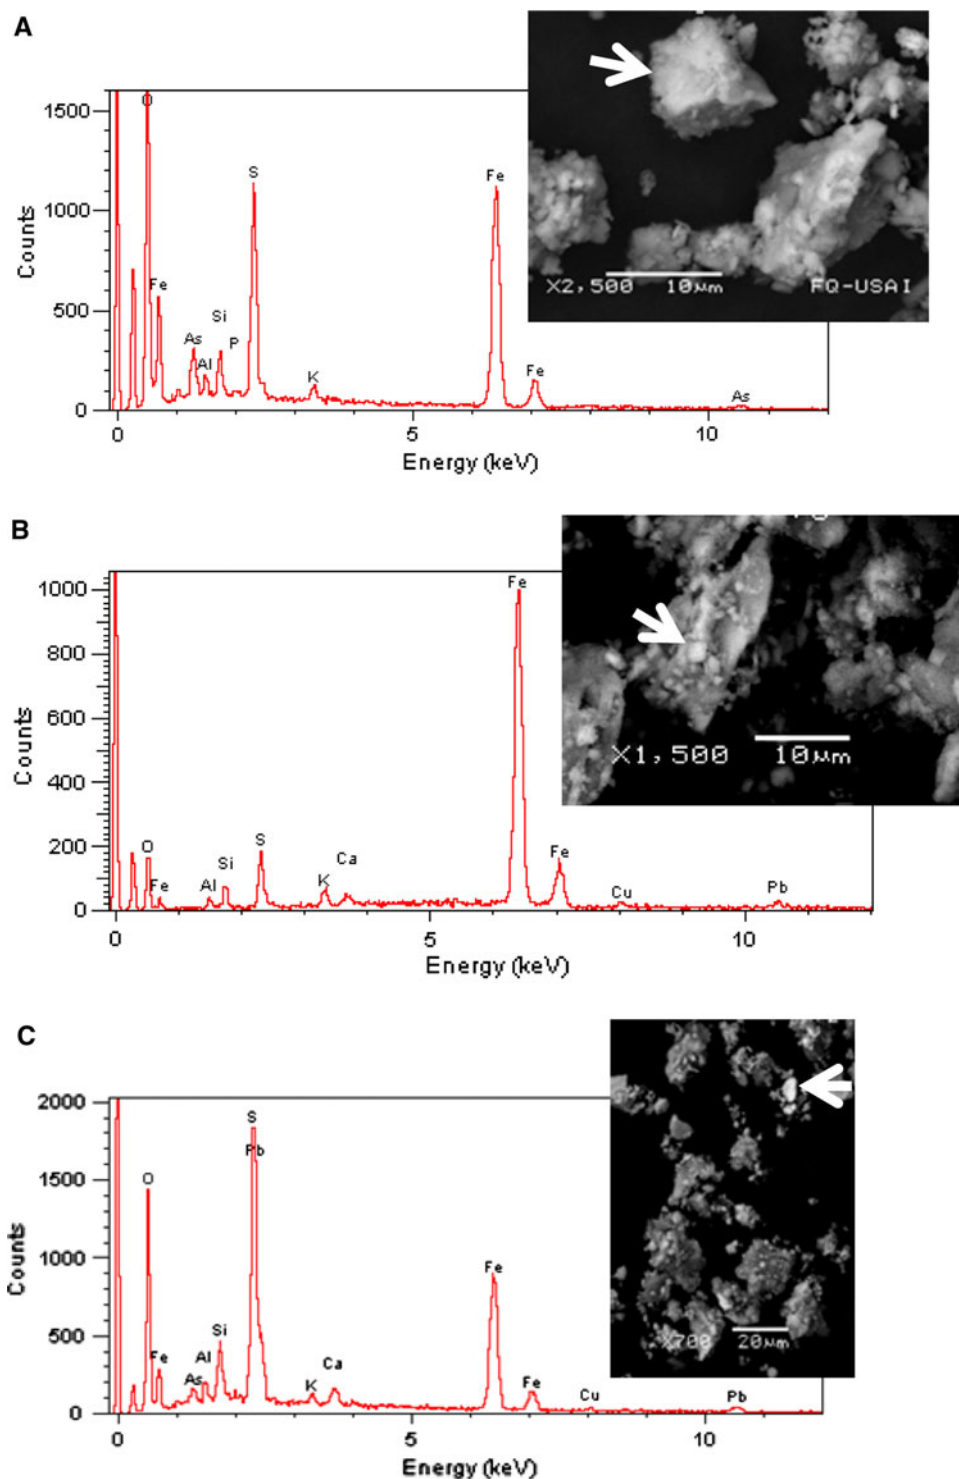 A
1500
1000
500
0
Counts
O
Fe
As
Al
Si
P
S
K
Fe
Fe
As
0 5 10
Energy (keV)
X2,500 10µm FQ-USAI
B
1000
800
600
400
200
0
Counts
O
Fe
Al
Si
S
K
Ca
Fe
Fe
Cu
Pb
0 5 10
Energy (keV)
X1,500 10µm
C
2000
1500
1000
500
0
Counts
O
Fe
As
Al
Si
S
Pb
K
Ca
Fe
Fe
Cu
Pb
0 5 10
Energy (keV)
X700 20µm